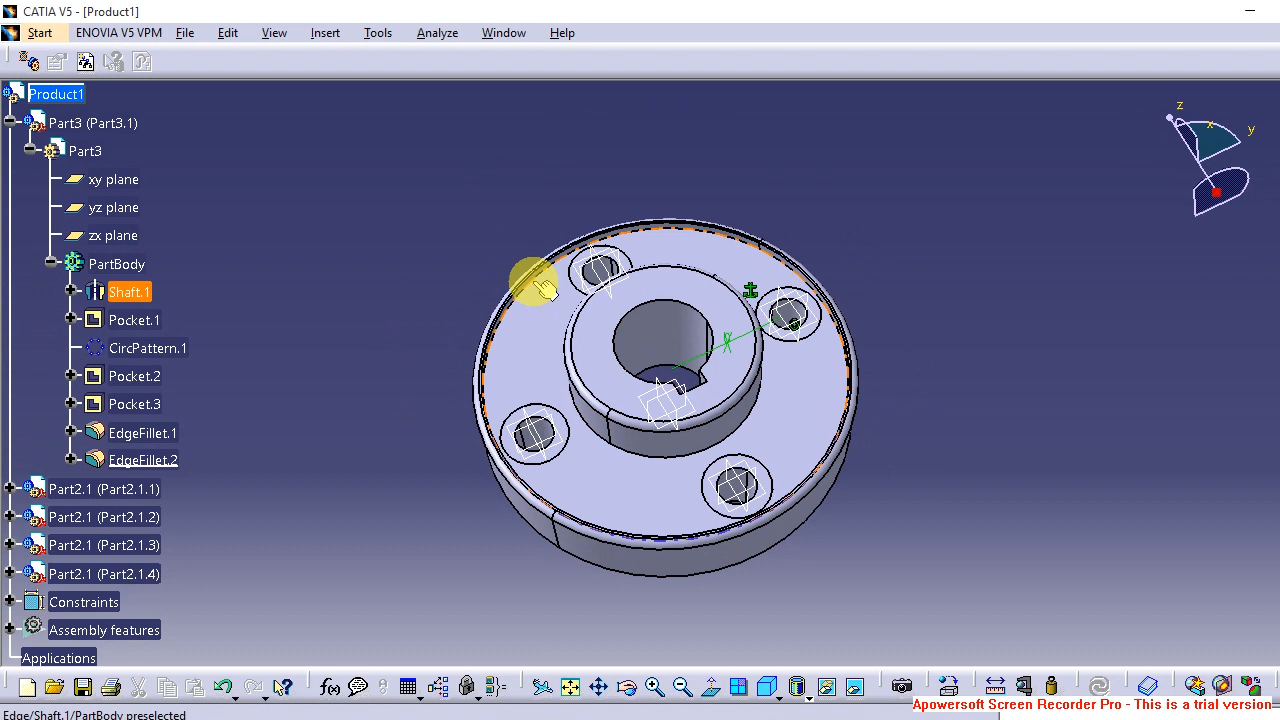 CATIA V5 - [Product1]
Start ENOVIA V5 VPM File Edit View Insert Tools Analyze Window Help
Product1
Part3 (Part3.1)
Part3
xy plane
yz plane
zx plane
PartBody
Shaft.1
Pocket.1
CircPattern.1
Pocket.2
Pocket.3
EdgeFillet.1
EdgeFillet.2
Part2.1 (Part2.1.1)
Part2.1 (Part2.1.2)
Part2.1 (Part2.1.3)
Part2.1 (Part2.1.4)
Constraints
Assembly features
Applications
z
x
y
f(x)
Apowersoft Screen Recorder Pro - This is a trial version
Edge/Shaft.1/PartBody preselected